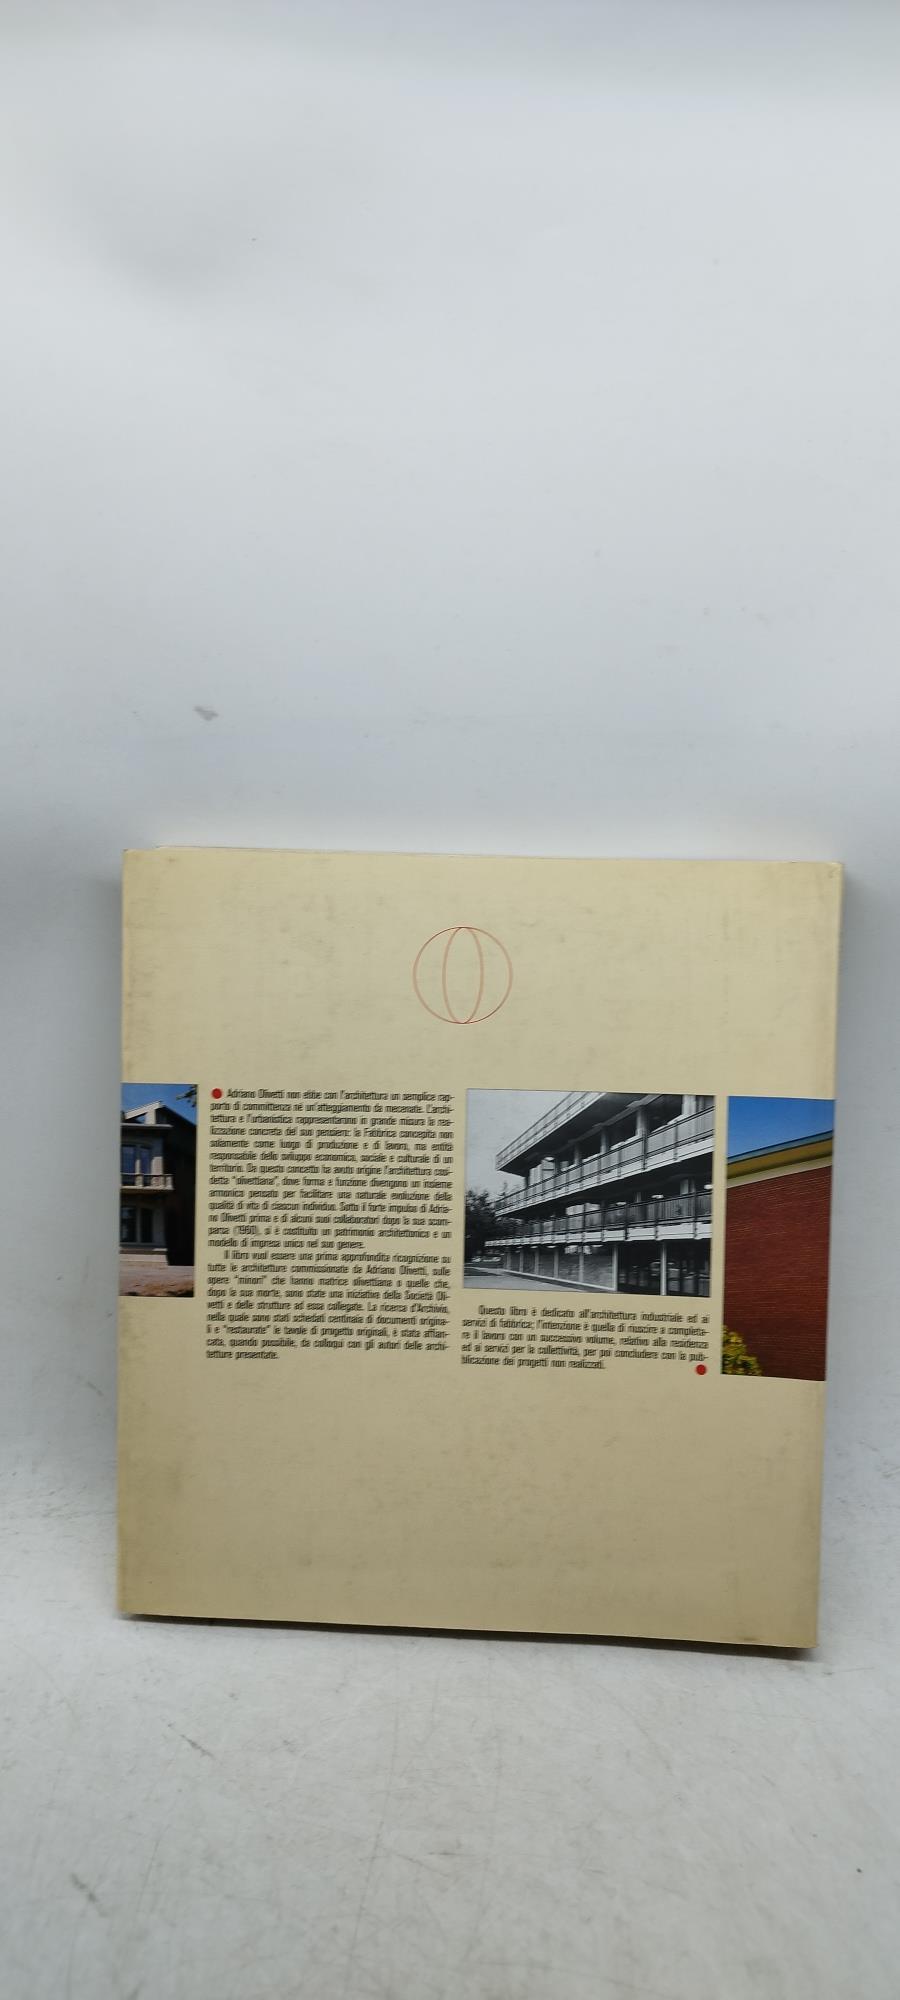 Adriano Olivetti non ebbe con l'architettura un semplice rap-
porto di committenza né un'atteggiamento da mecenate. L'archi-
tettura e l'urbanistica rappresentarono in grande misura la rea-
lizzazione concreta del suo pensiero: la Fabbrica concepita non
solamente come luogo di produzione e di lavoro, ma entità
responsabile dello sviluppo economico, sociale e culturale di un
territorio. Da questo concetto ha avuto origine l'architettura cosi-
detta "olivettiana", dove forma e funzione divengono un insieme
armonico pensato per facilitare una naturale evoluzione della
qualità di vita di ciascun individuo. Sotto il forte impulso di Adria-
no Olivetti prima e di alcuni suoi collaboratori dopo la sua scom-
parsa (1960), si è costituito un patrimonio architettonico e un
modello di impresa unico nel suo genere.
Il libro vuol essere una prima approfondita ricognizione su
tutte le architetture commissionate da Adriano Olivetti, sulle
opere "minori" che hanno matrice olivettiana o quelle che,
dopo la sua morte, sono state una iniziativa della Società Oli-
vetti e delle strutture ad essa collegate. La ricerca d'Archivio,
nella quale sono stati schedati centinaia di documenti origina-
li e "restaurate" le tavole di progetto originali, è stata affian-
cata, quando possibile, da colloqui con gli autori delle archi-
tetture presentate.
Questo libro è dedicato all'architettura industriale ed ai
servizi di fabbrica; l'intenzione è quella di riuscire a completa-
re il lavoro con un successivo volume, relativo alla residenza
ed ai servizi per la collettività, per poi concludere con la pub-
blicazione dei progetti non realizzati.